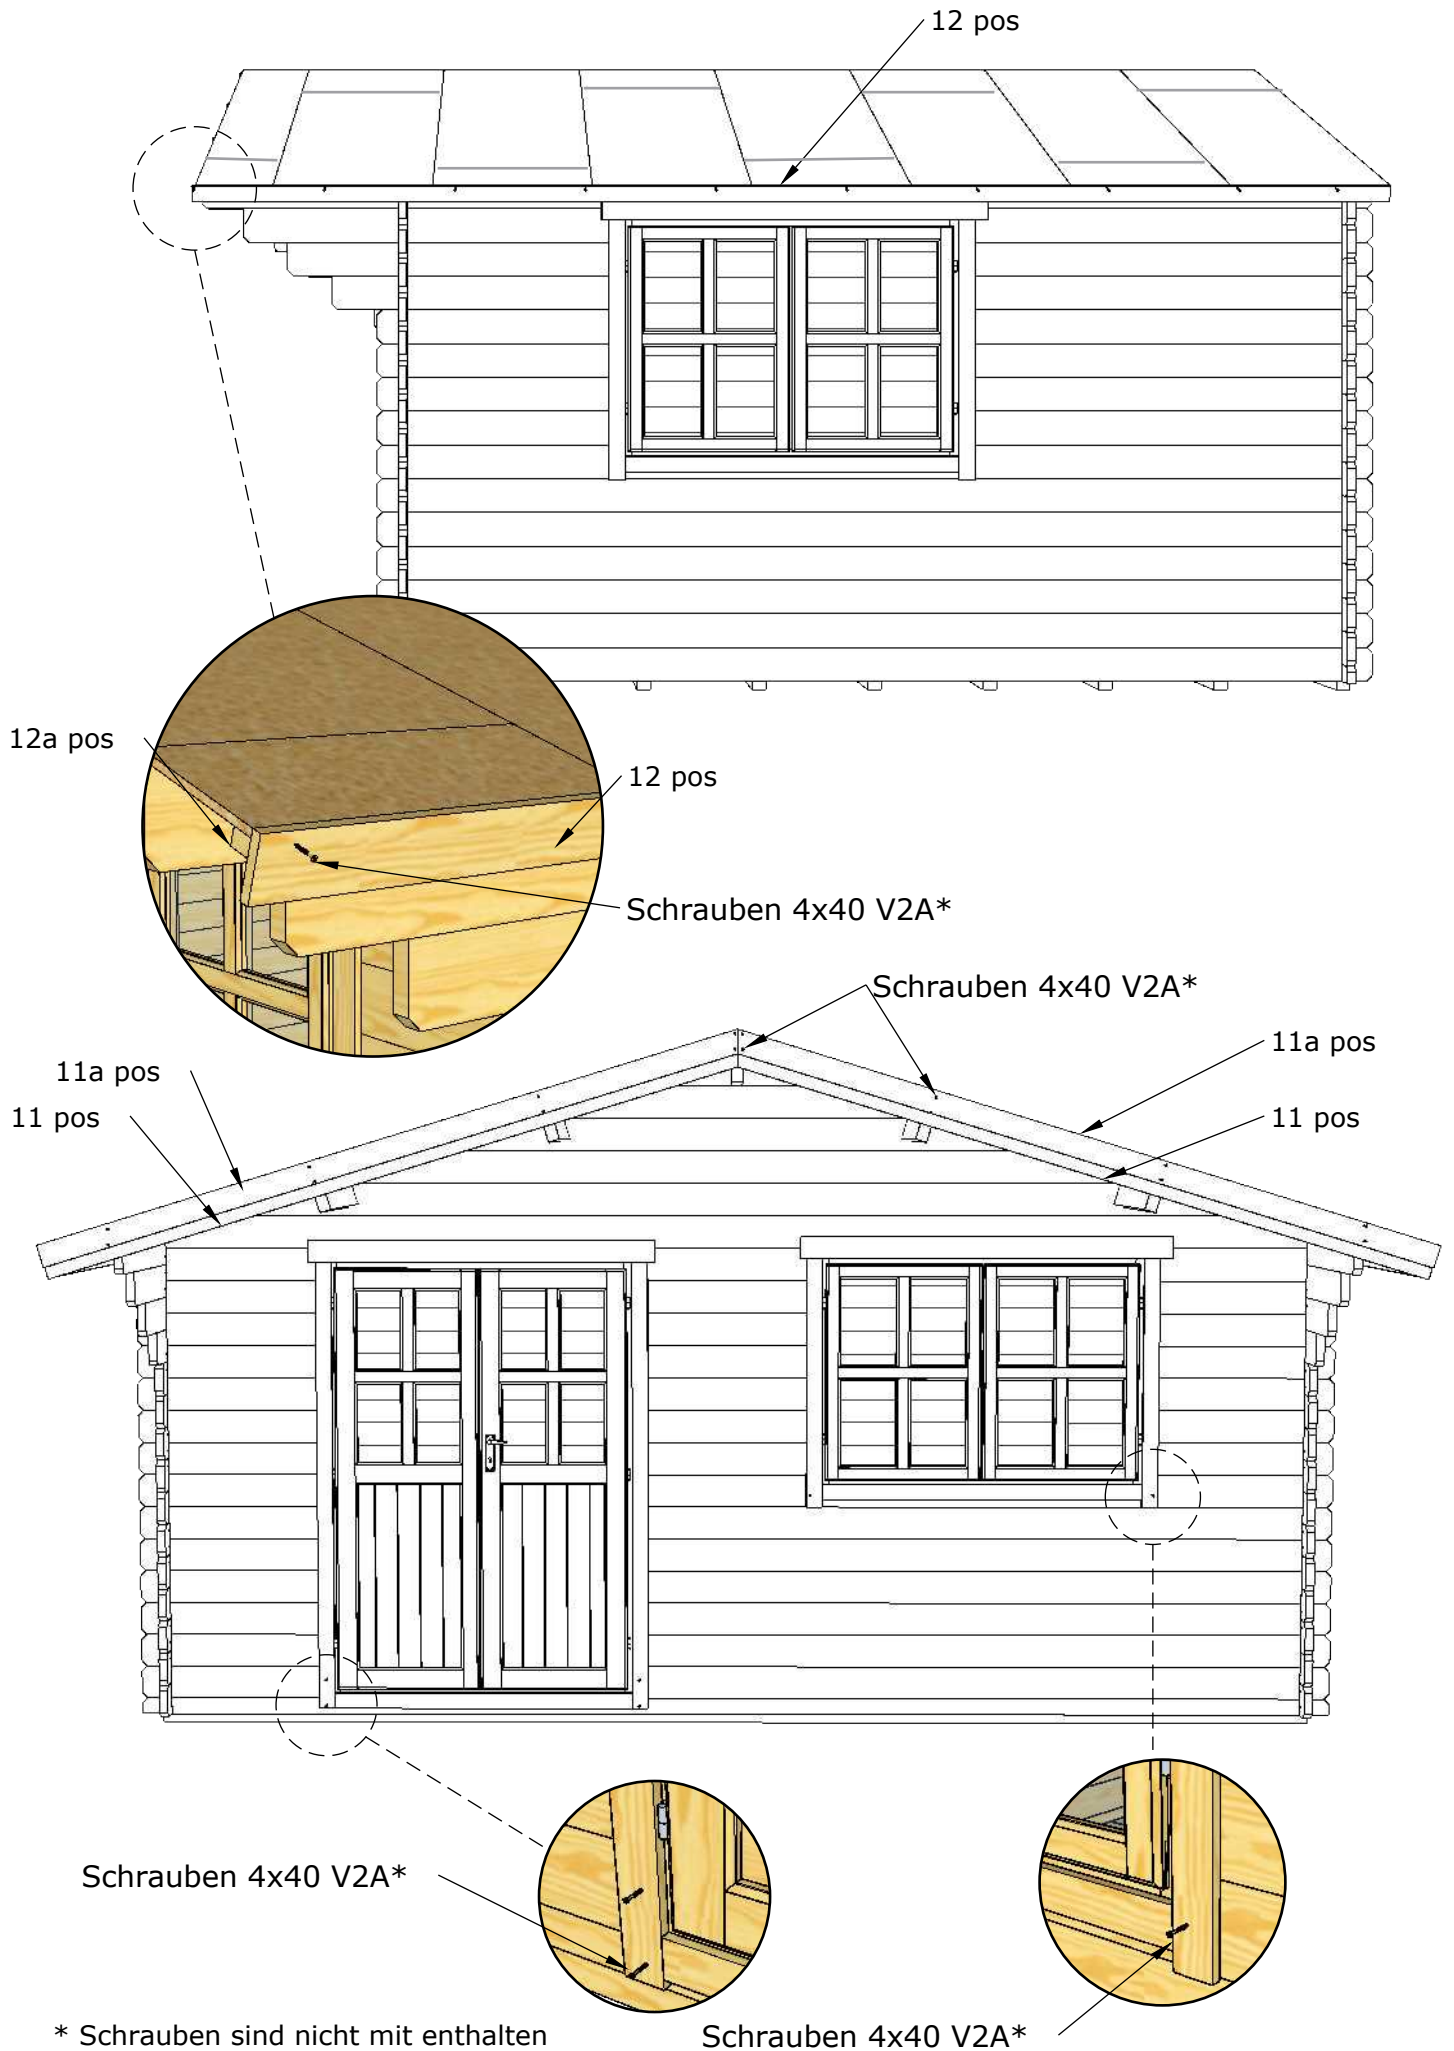 12 pos
12a pos
12 pos
Schrauben 4x40 V2A*
Schrauben 4x40 V2A*
11a pos
11a pos
11 pos
11 pos
Schrauben 4x40 V2A*
* Schrauben sind nicht mit enthalten
Schrauben 4x40 V2A*